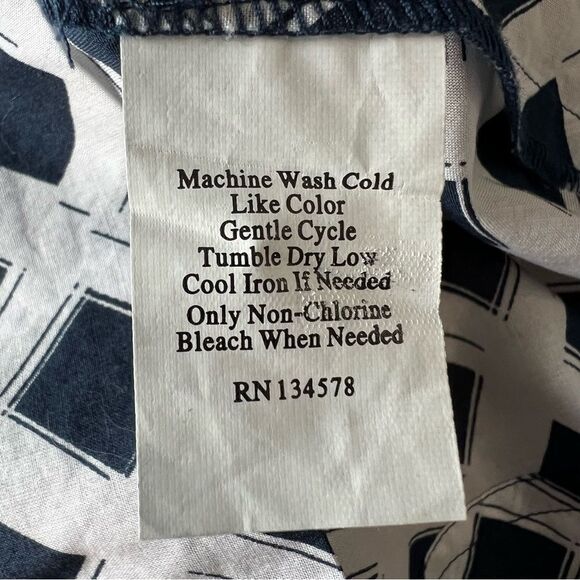 Machine Wash Cold
Like Color
Gentle Cycle
Tumble Dry Low
Cool Iron If Needed
Only Non-Chlorine
Bleach When Needed
RN 134578